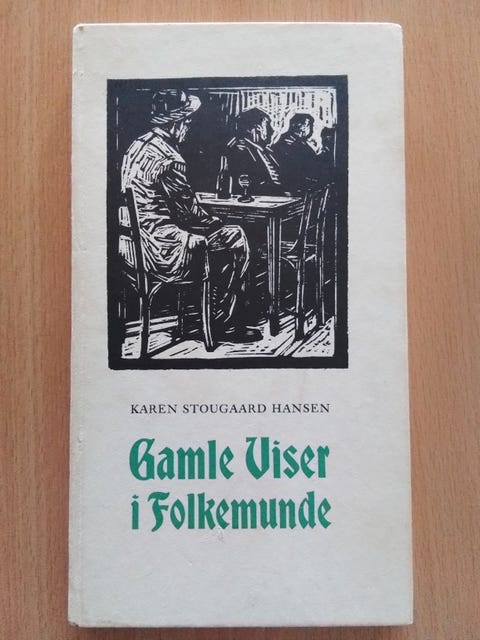 KAREN STOUGAARD HANSEN
Gamle Viser
i Folkemunde